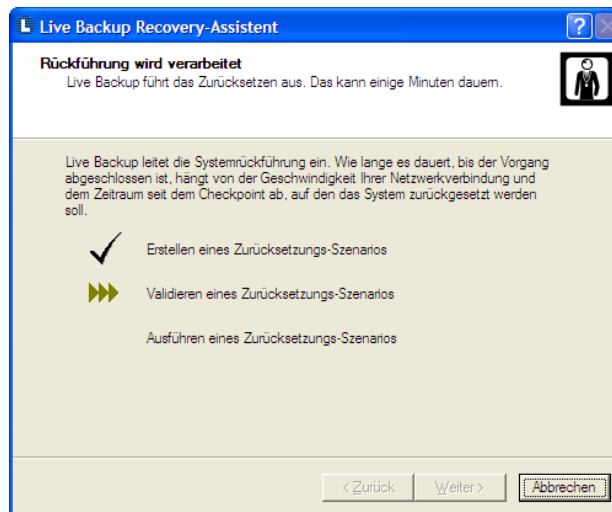 Live Backup Recovery-Assistent
Rückführung wird verarbeitet
Live Backup führt das Zurücksetzen aus. Das kann einige Minuten dauern.
Live Backup leitet die Systemrückführung ein. Wie lange es dauert, bis der Vorgang
abgeschlossen ist, hängt von der Geschwindigkeit Ihrer Netzwerkverbindung und
dem Zeitraum seit dem Checkpoint ab, auf den das System zurückgesetzt werden
soll.
Erstellen eines Zurücksetzungs-Szenarios
Validieren eines Zurücksetzungs-Szenarios
Ausführen eines Zurücksetzungs-Szenarios
< Zurück Weiter > Abbrechen